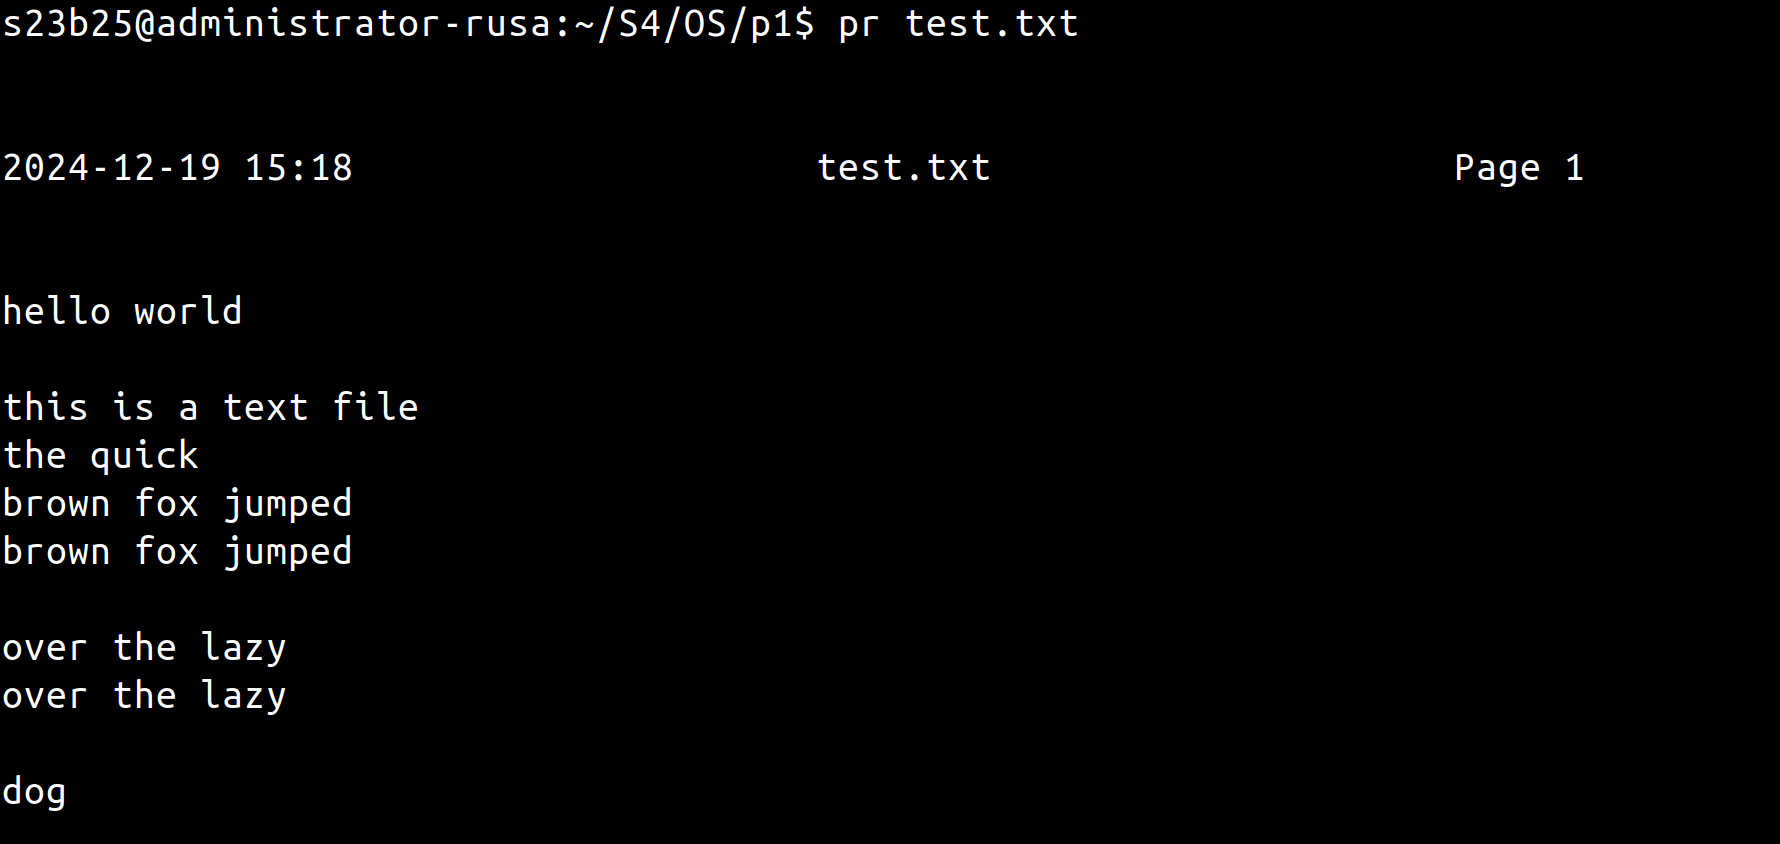 s23b25@administrator-rusa:~/S4/OS/p1$ pr test.txt
2024-12-19 15:18 test.txt Page 1
hello world
this is a text file
the quick
brown fox jumped
brown fox jumped
over the lazy
over the lazy
dog